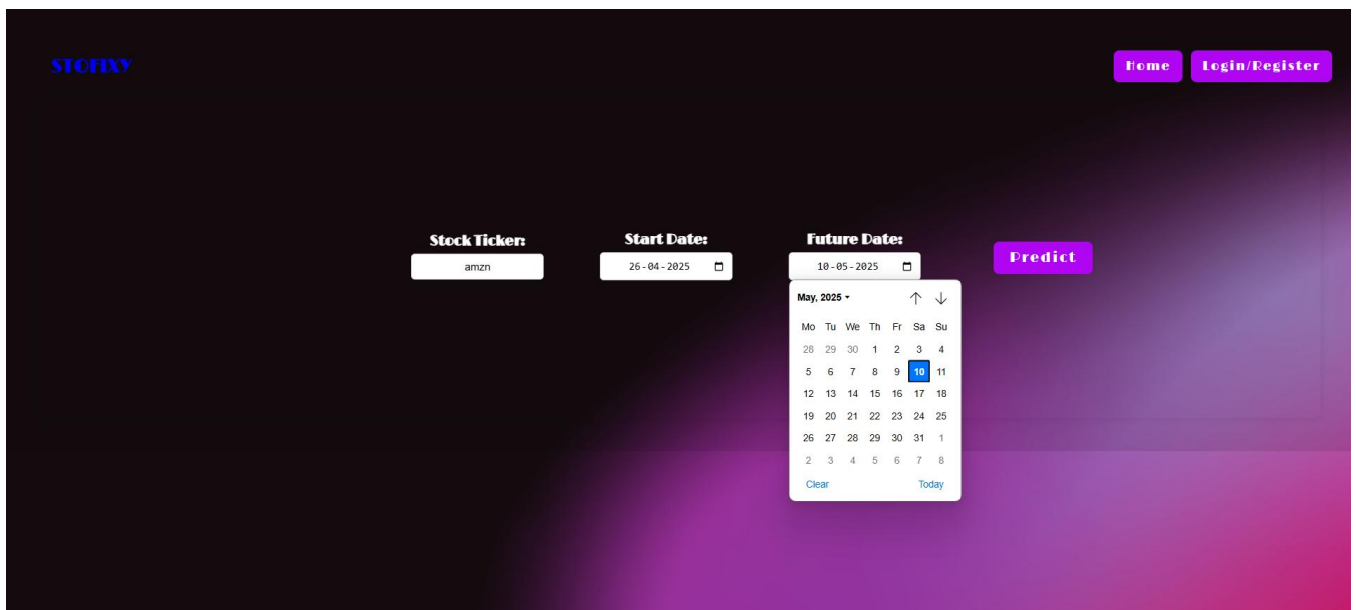 STOFIXY
Home Login/Register
Stock Ticker: Start Date: Future Date:
amzn 26-04-2025 10-05-2025 Predict
May, 2025
Mo Tu We Th Fr Sa Su
28 29 30 1 2 3 4
5 6 7 8 9 10 11
12 13 14 15 16 17 18
19 20 21 22 23 24 25
26 27 28 29 30 31 1
2 3 4 5 6 7 8
Clear Today